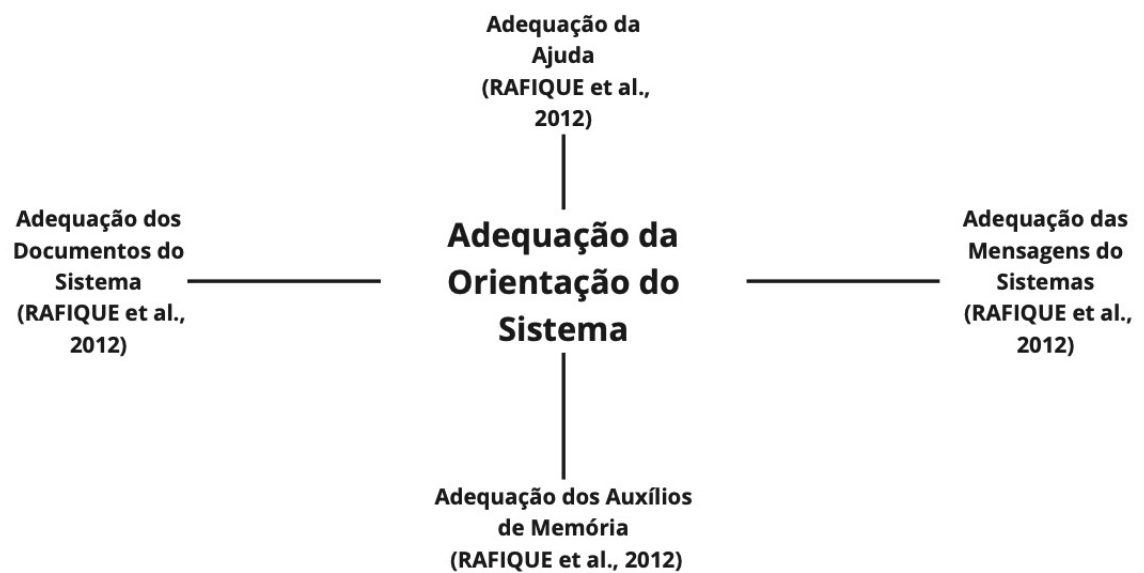 Adequação da
Ajuda
(RAFIQUE et al.,
2012)
Adequação dos
Documentos do
Sistema
(RAFIQUE et al.,
2012)
Adequação da
Orientação do
Sistema
Adequação das
Mensagens do
Sistemas
(RAFIQUE et al.,
2012)
Adequação dos Auxílios
de Memória
(RAFIQUE et al., 2012)